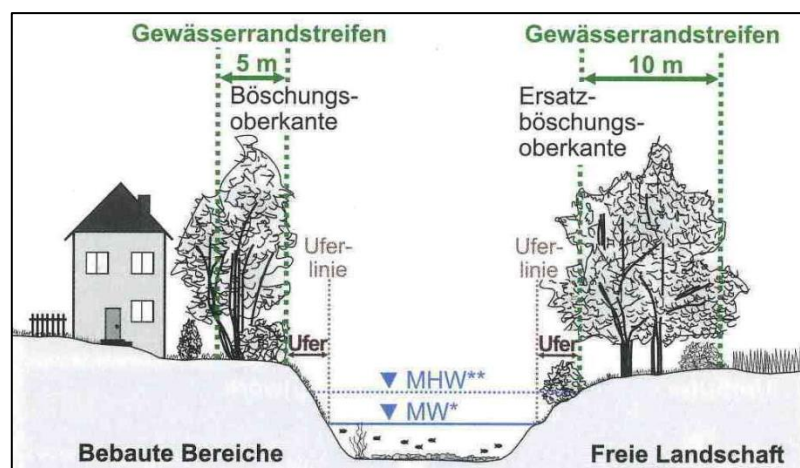 Gewässerrandstreifen
5 m
Böschungs-
oberkante
Ufer-
linie
Ufer
Gewässerrandstreifen
10 m
Ersatz-
böschungs-
oberkante
Ufer-
linie
Ufer
MHW**
MW*
Bebaute Bereiche
Freie Landschaft